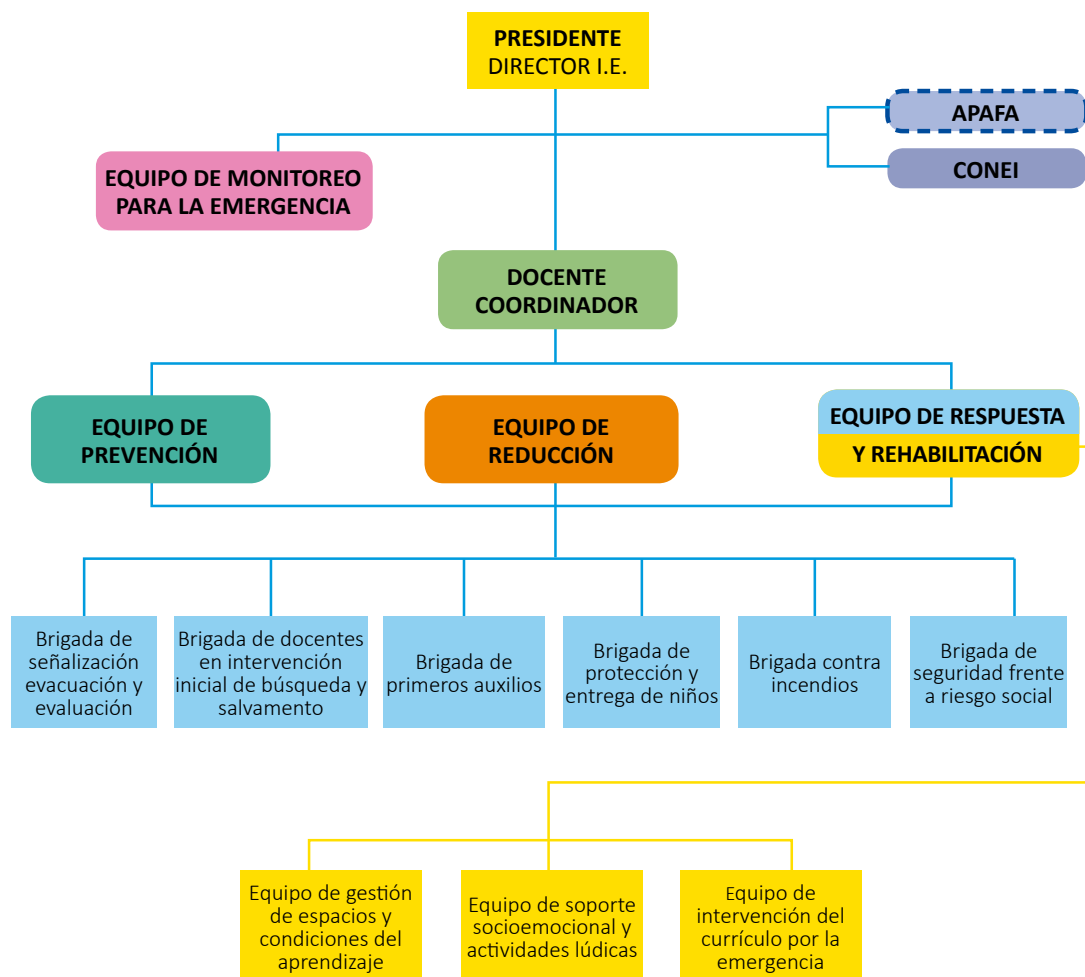 PRESIDENTE
DIRECTOR I.E.
APAFA
CONEI
EQUIPO DE MONITOREO
PARA LA EMERGENCIA
DOCENTE
COORDINADOR
EQUIPO DE
PREVENCIÓN
EQUIPO DE
REDUCCIÓN
EQUIPO DE RESPUESTA
Y REHABILITACIÓN
Brigada de
señalización
evacuación y
evaluación
Brigada de docentes
en intervención
inicial de búsqueda y
salvamento
Brigada de
primeros auxilios
Brigada de
protección y
entrega de niños
Brigada contra
incendios
Brigada de
seguridad frente
a riesgo social
Equipo de gestión
de espacios y
condiciones del
aprendizaje
Equipo de soporte
socioemocional y
actividades lúdicas
Equipo de
intervención del
currículo por la
emergencia